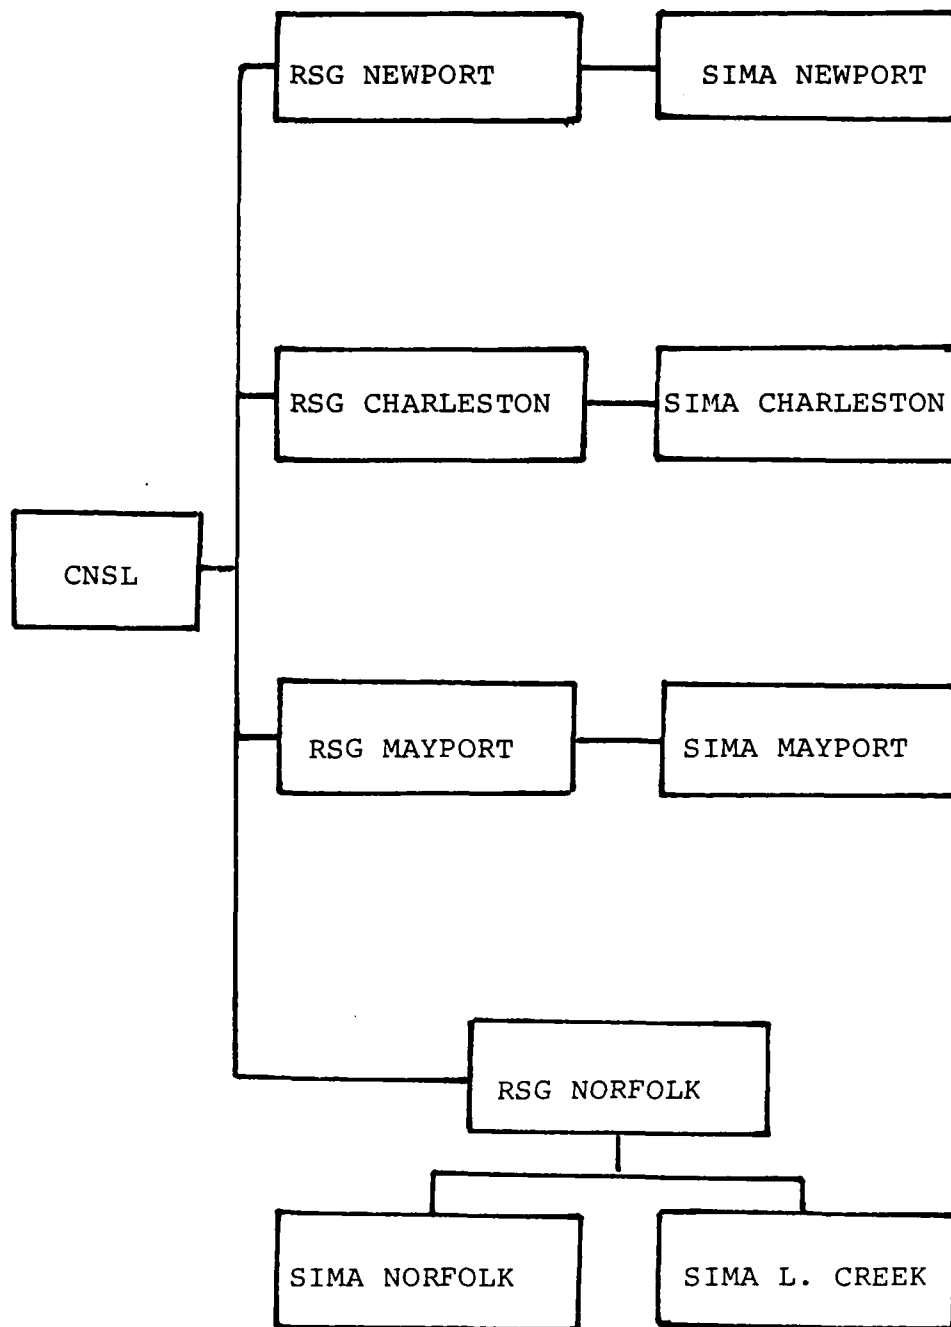 RSG NEWPORT
SIMA NEWPORT
RSG CHARLESTON
SIMA CHARLESTON
CNSL
RSG MAYPORT
SIMA MAYPORT
RSG NORFOLK
SIMA NORFOLK
SIMA L. CREEK